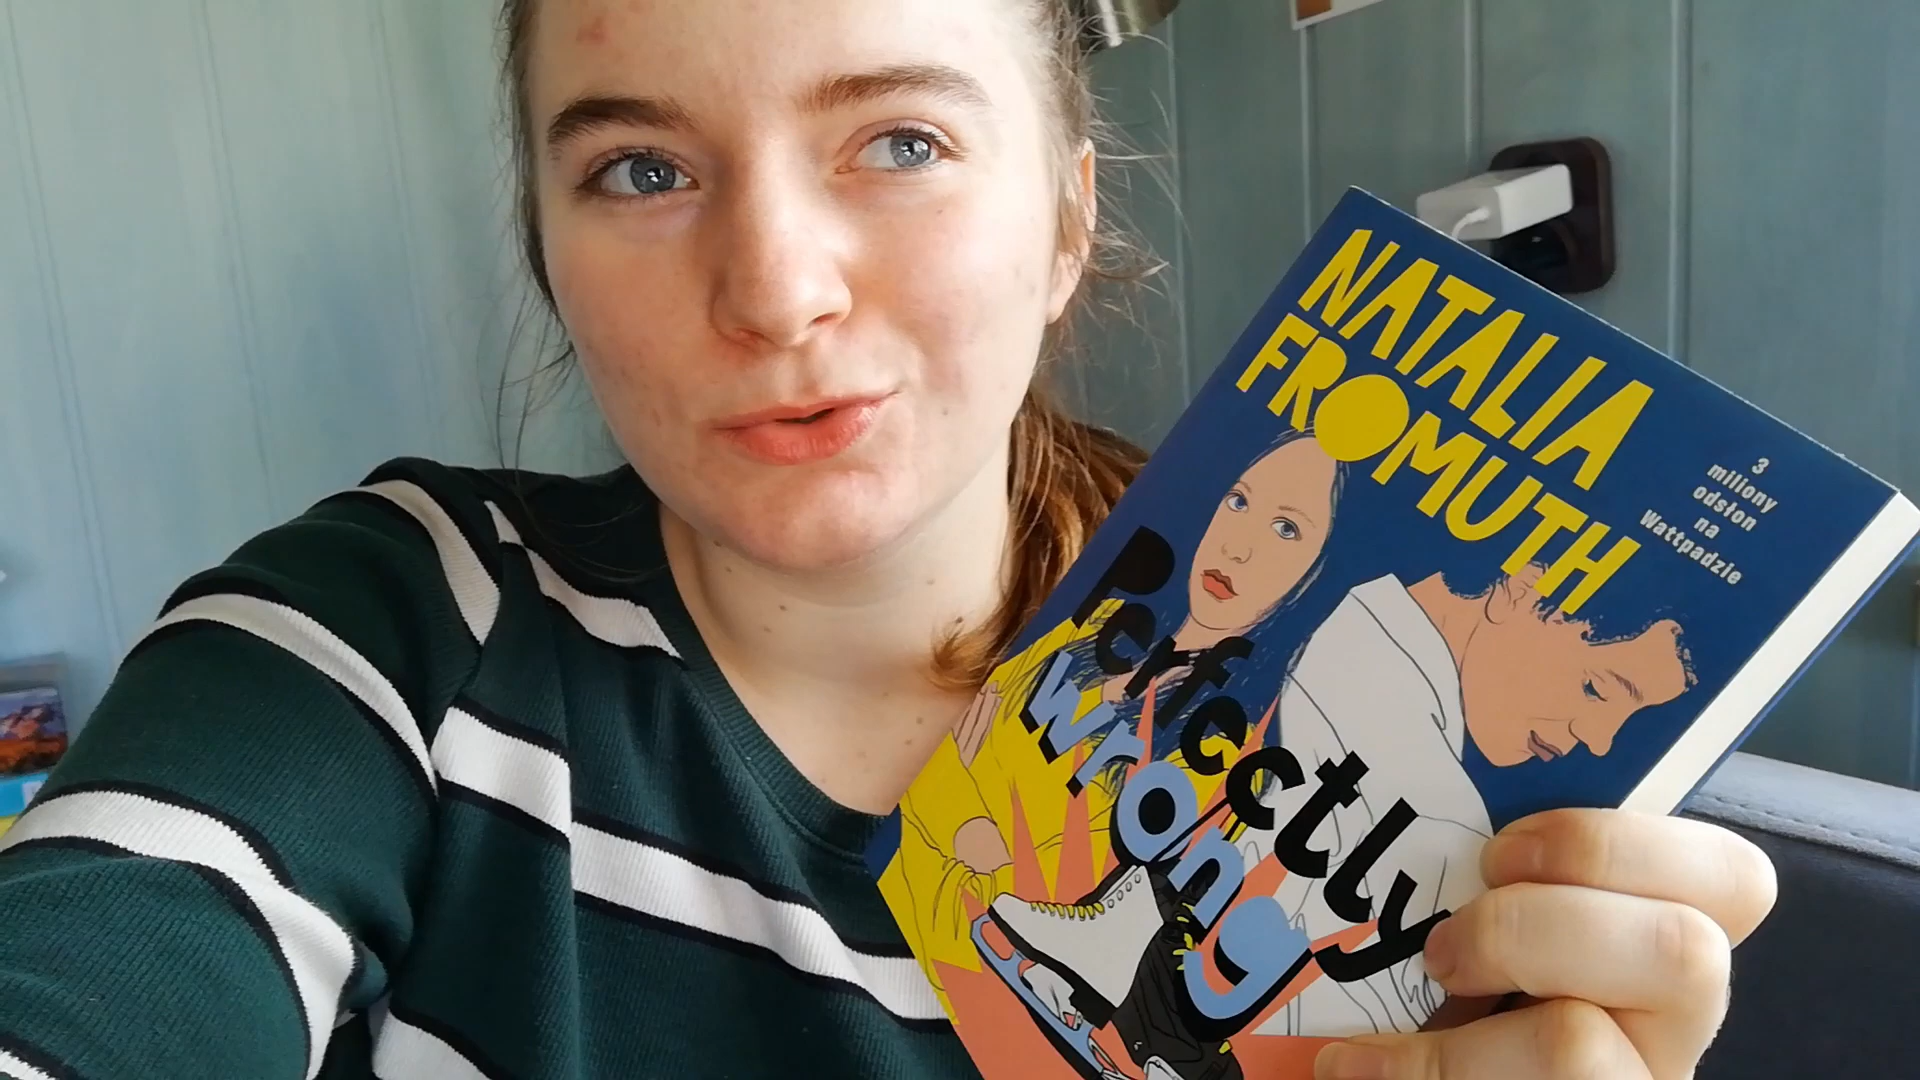 NATALIA
FROMUTH
3
miliony
odsłon
na
Wattpadzie
Perfectly
wrong